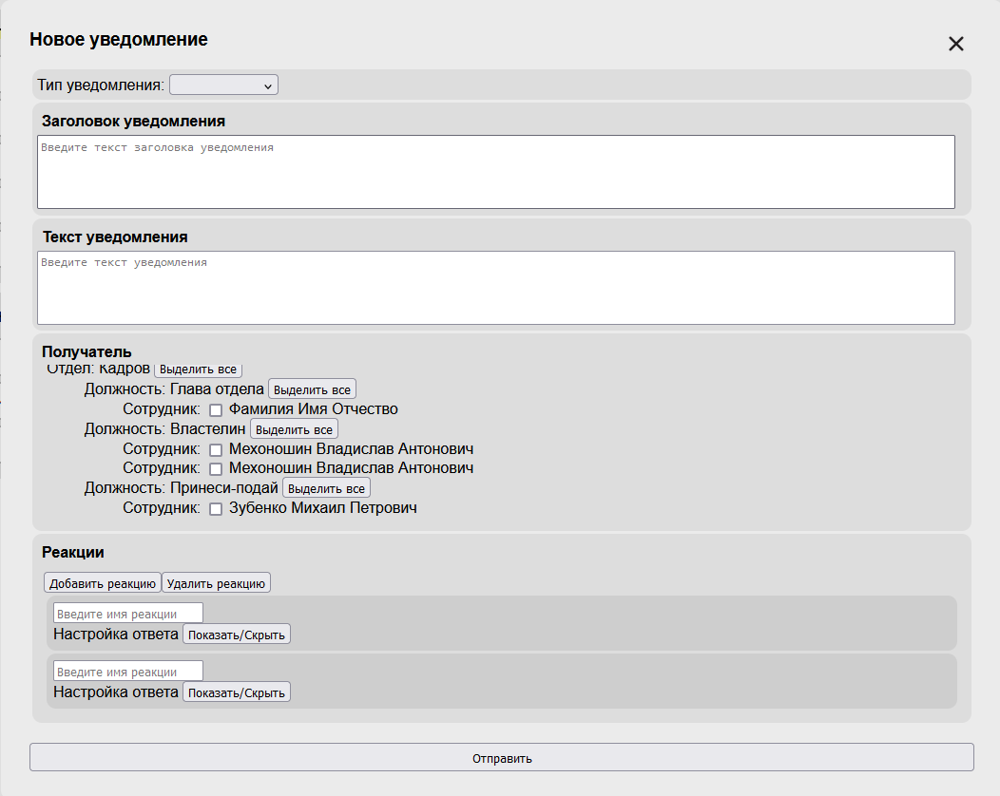 Новое уведомление
Тип уведомления:
Заголовок уведомления
Введите текст заголовка уведомления
Текст уведомления
Введите текст уведомления
Получатель
Отдел: Кадров Выделить все
Должность: Глава отдела Выделить все
Сотрудник: Фамилия Имя Отчество
Должность: Властелин Выделить все
Сотрудник: Мехоношин Владислав Антонович
Сотрудник: Мехоношин Владислав Антонович
Должность: Принеси-подай Выделить все
Сотрудник: Зубенко Михаил Петрович
Реакции
Добавить реакцию Удалить реакцию
Введите имя реакции
Настройка ответа Показать/Скрыть
Введите имя реакции
Настройка ответа Показать/Скрыть
Отправить